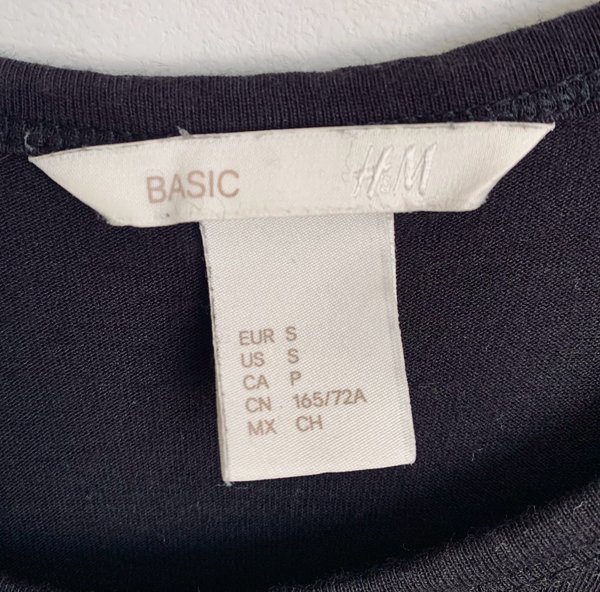 BASIC H&M
EUR S
US S
CA P
CN 165/72A
MX CH